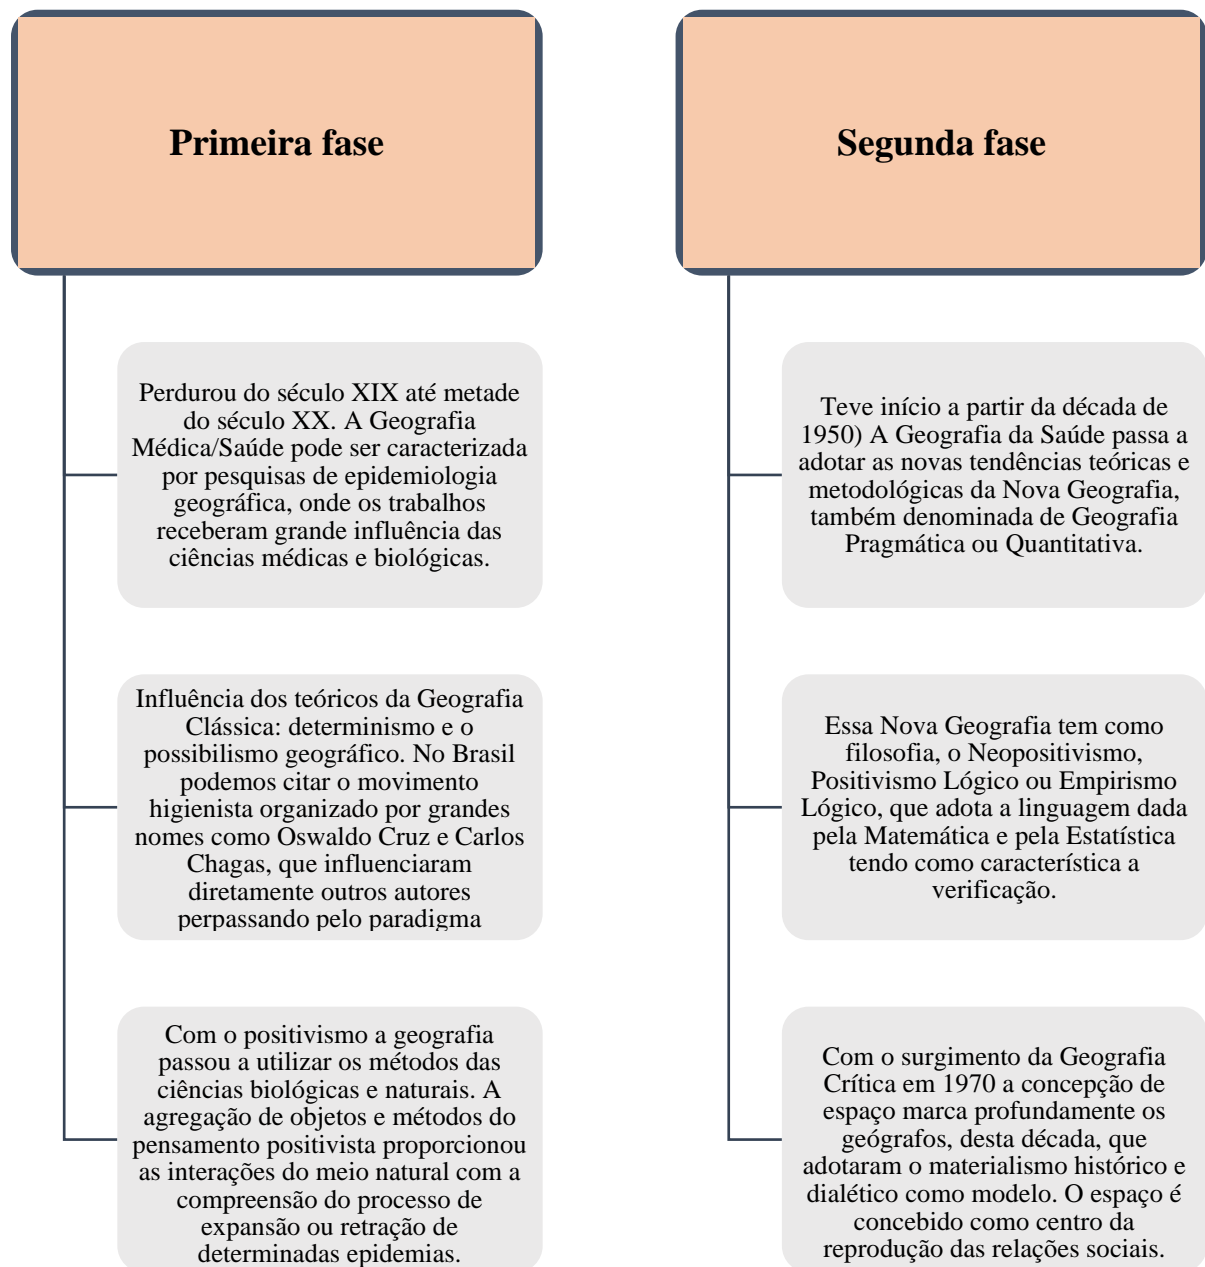 Primeira fase
Perdurou do século XIX até metade
do século XX. A Geografia
Médica/Saúde pode ser caracterizada
por pesquisas de epidemiologia
geográfica, onde os trabalhos
receberam grande influência das
ciências médicas e biológicas.
Influência dos teóricos da Geografia
Clássica: determinismo e o
possibilismo geográfico. No Brasil
podemos citar o movimento
higienista organizado por grandes
nomes como Oswaldo Cruz e Carlos
Chagas, que influenciaram
diretamente outros autores
perpassando pelo paradigma
Com o positivismo a geografia
passou a utilizar os métodos das
ciências biológicas e naturais. A
agregação de objetos e métodos do
pensamento positivista proporcionou
as interações do meio natural com a
compreensão do processo de
expansão ou retração de
determinadas epidemias.
Segunda fase
Teve início a partir da década de
1950) A Geografia da Saúde passa a
adotar as novas tendências teóricas e
metodológicas da Nova Geografia,
também denominada de Geografia
Pragmática ou Quantitativa.
Essa Nova Geografia tem como
filosofia, o Neopositivismo,
Positivismo Lógico ou Empirismo
Lógico, que adota a linguagem dada
pela Matemática e pela Estatística
tendo como característica a
verificação.
Com o surgimento da Geografia
Crítica em 1970 a concepção de
espaço marca profundamente os
geógrafos, desta década, que
adotaram o materialismo histórico e
dialético como modelo. O espaço é
concebido como centro da
reprodução das relações sociais.